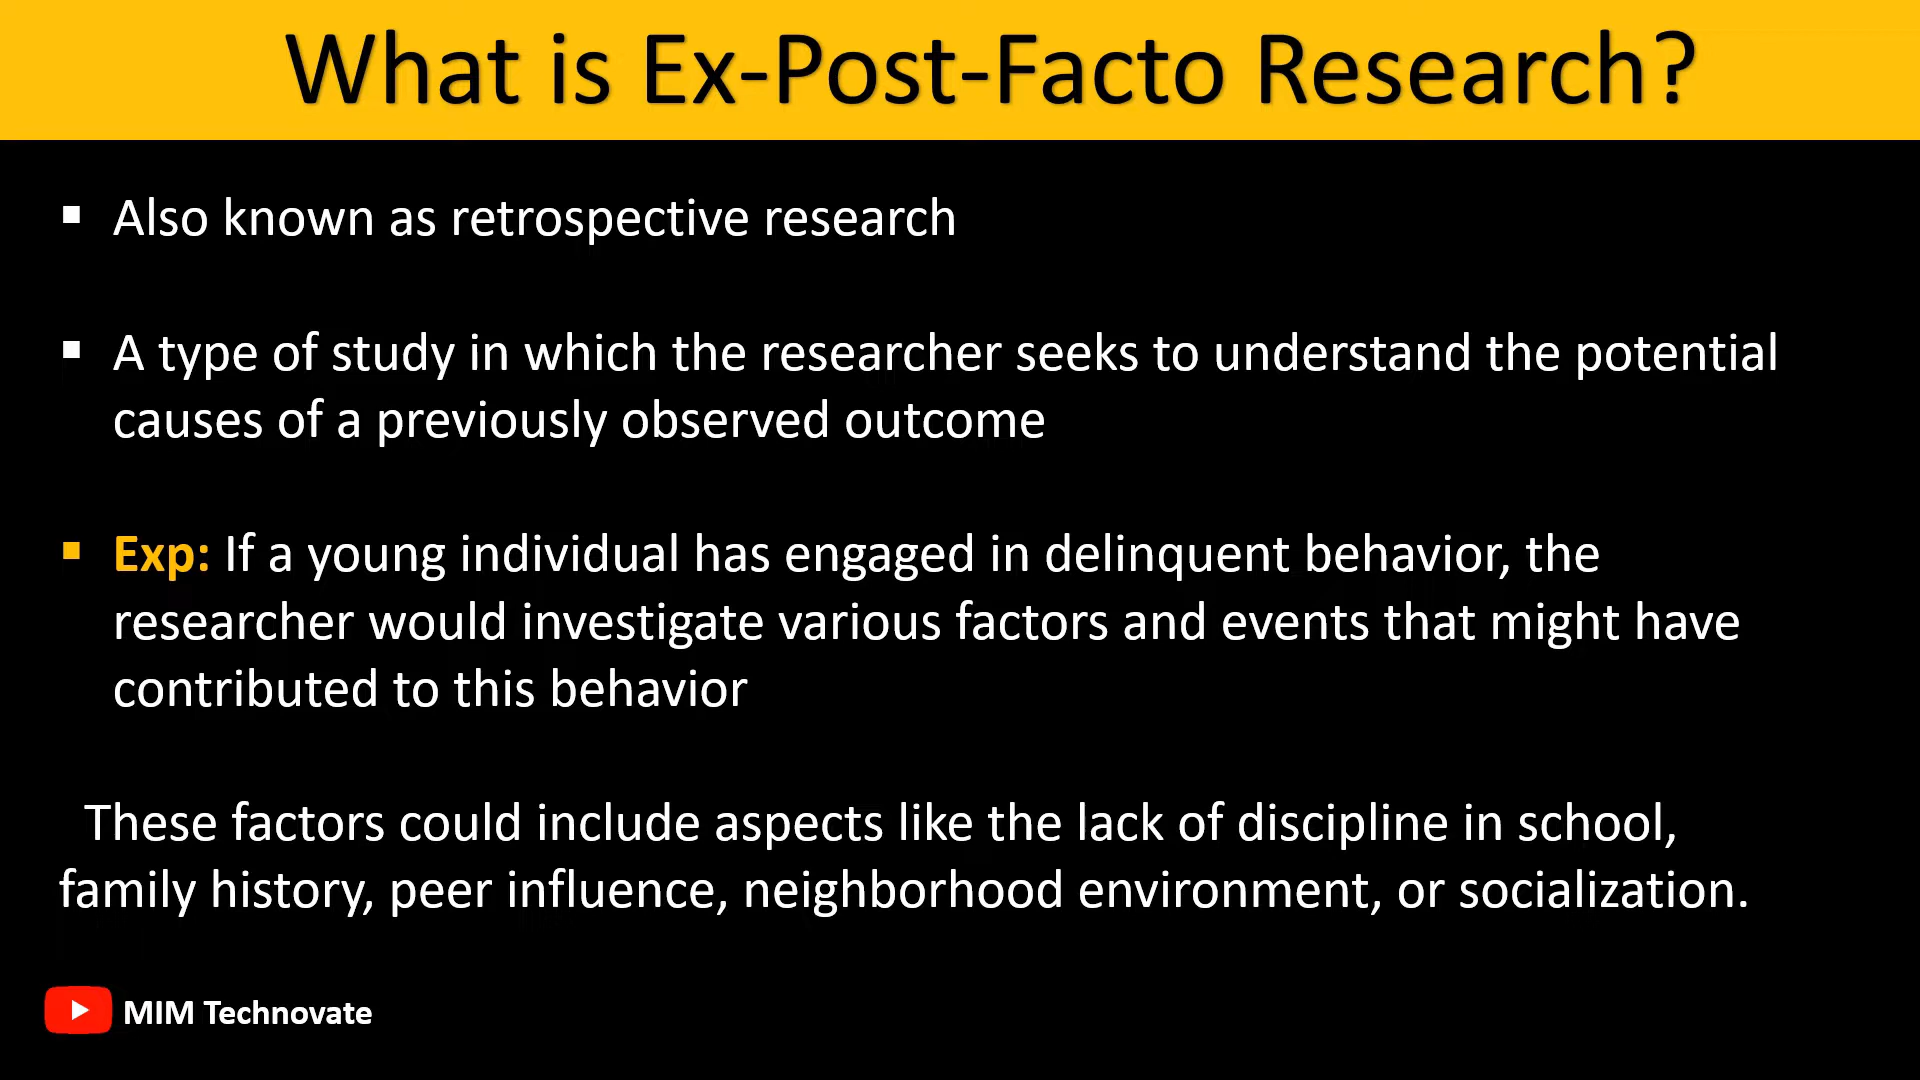 What is Ex-Post-Facto Research?
▪ Also known as retrospective research
▪ A type of study in which the researcher seeks to understand the potential
causes of a previously observed outcome
▪ Exp: If a young individual has engaged in delinquent behavior, the
researcher would investigate various factors and events that might have
contributed to this behavior
These factors could include aspects like the lack of discipline in school,
family history, peer influence, neighborhood environment, or socialization.
MIM Technovate